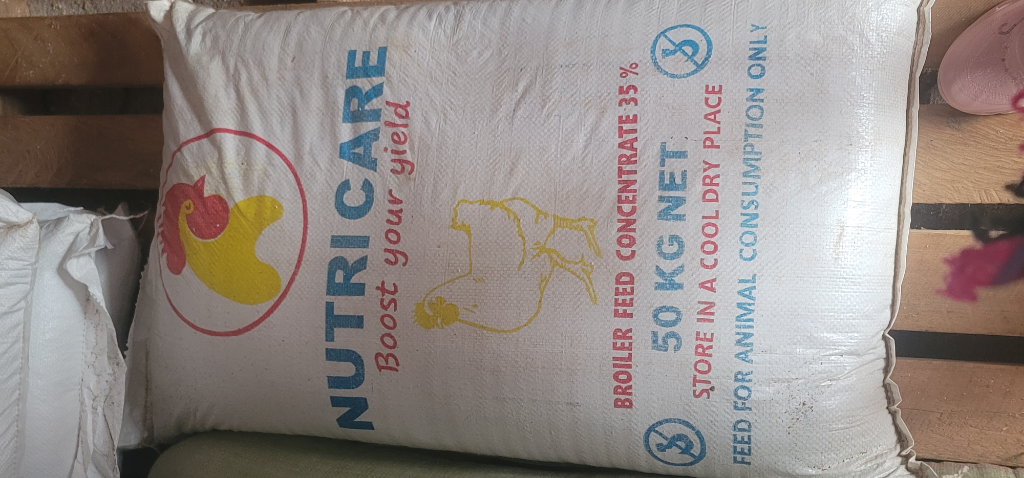 NUTRI CARE
Boost your yield
BROILER FEED CONCENTRATE 35%
50 KG NET
STORE IN A COOL DRY PLACE
FEED FOR ANIMAL CONSUMPTION ONLY